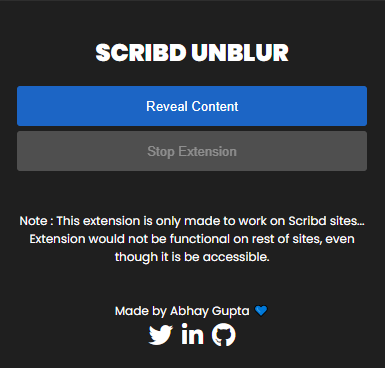 SCRIBD UNBLUR
Reveal Content
Stop Extension
Note : This extension is only made to work on Scribd sites...
Extension would not be functional on rest of sites, even
though it is be accessible.
Made by Abhay Gupta 💙